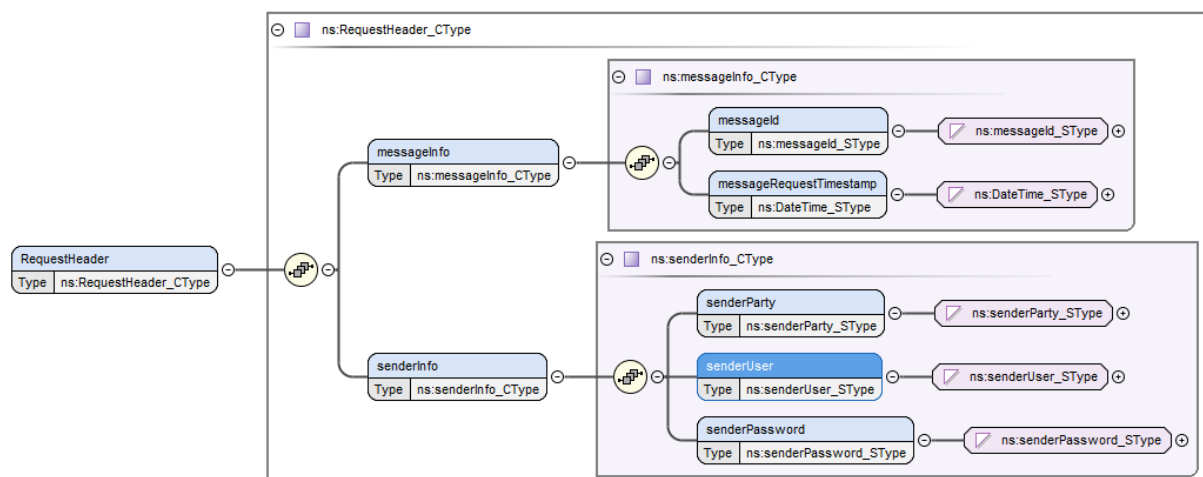 ns:RequestHeader_CType
ns:messageInfo_CType
messageId
Type ns:messageId_SType
ns:messageId_SType
messageInfo
Type ns:messageInfo_CType
messageRequestTimestamp
Type ns:DateTime_SType
ns:DateTime_SType
RequestHeader
Type ns:RequestHeader_CType
ns:senderInfo_CType
senderParty
Type ns:senderParty_SType
ns:senderParty_SType
senderInfo
Type ns:senderInfo_CType
senderUser
Type ns:senderUser_SType
ns:senderUser_SType
senderPassword
Type ns:senderPassword_SType
ns:senderPassword_SType